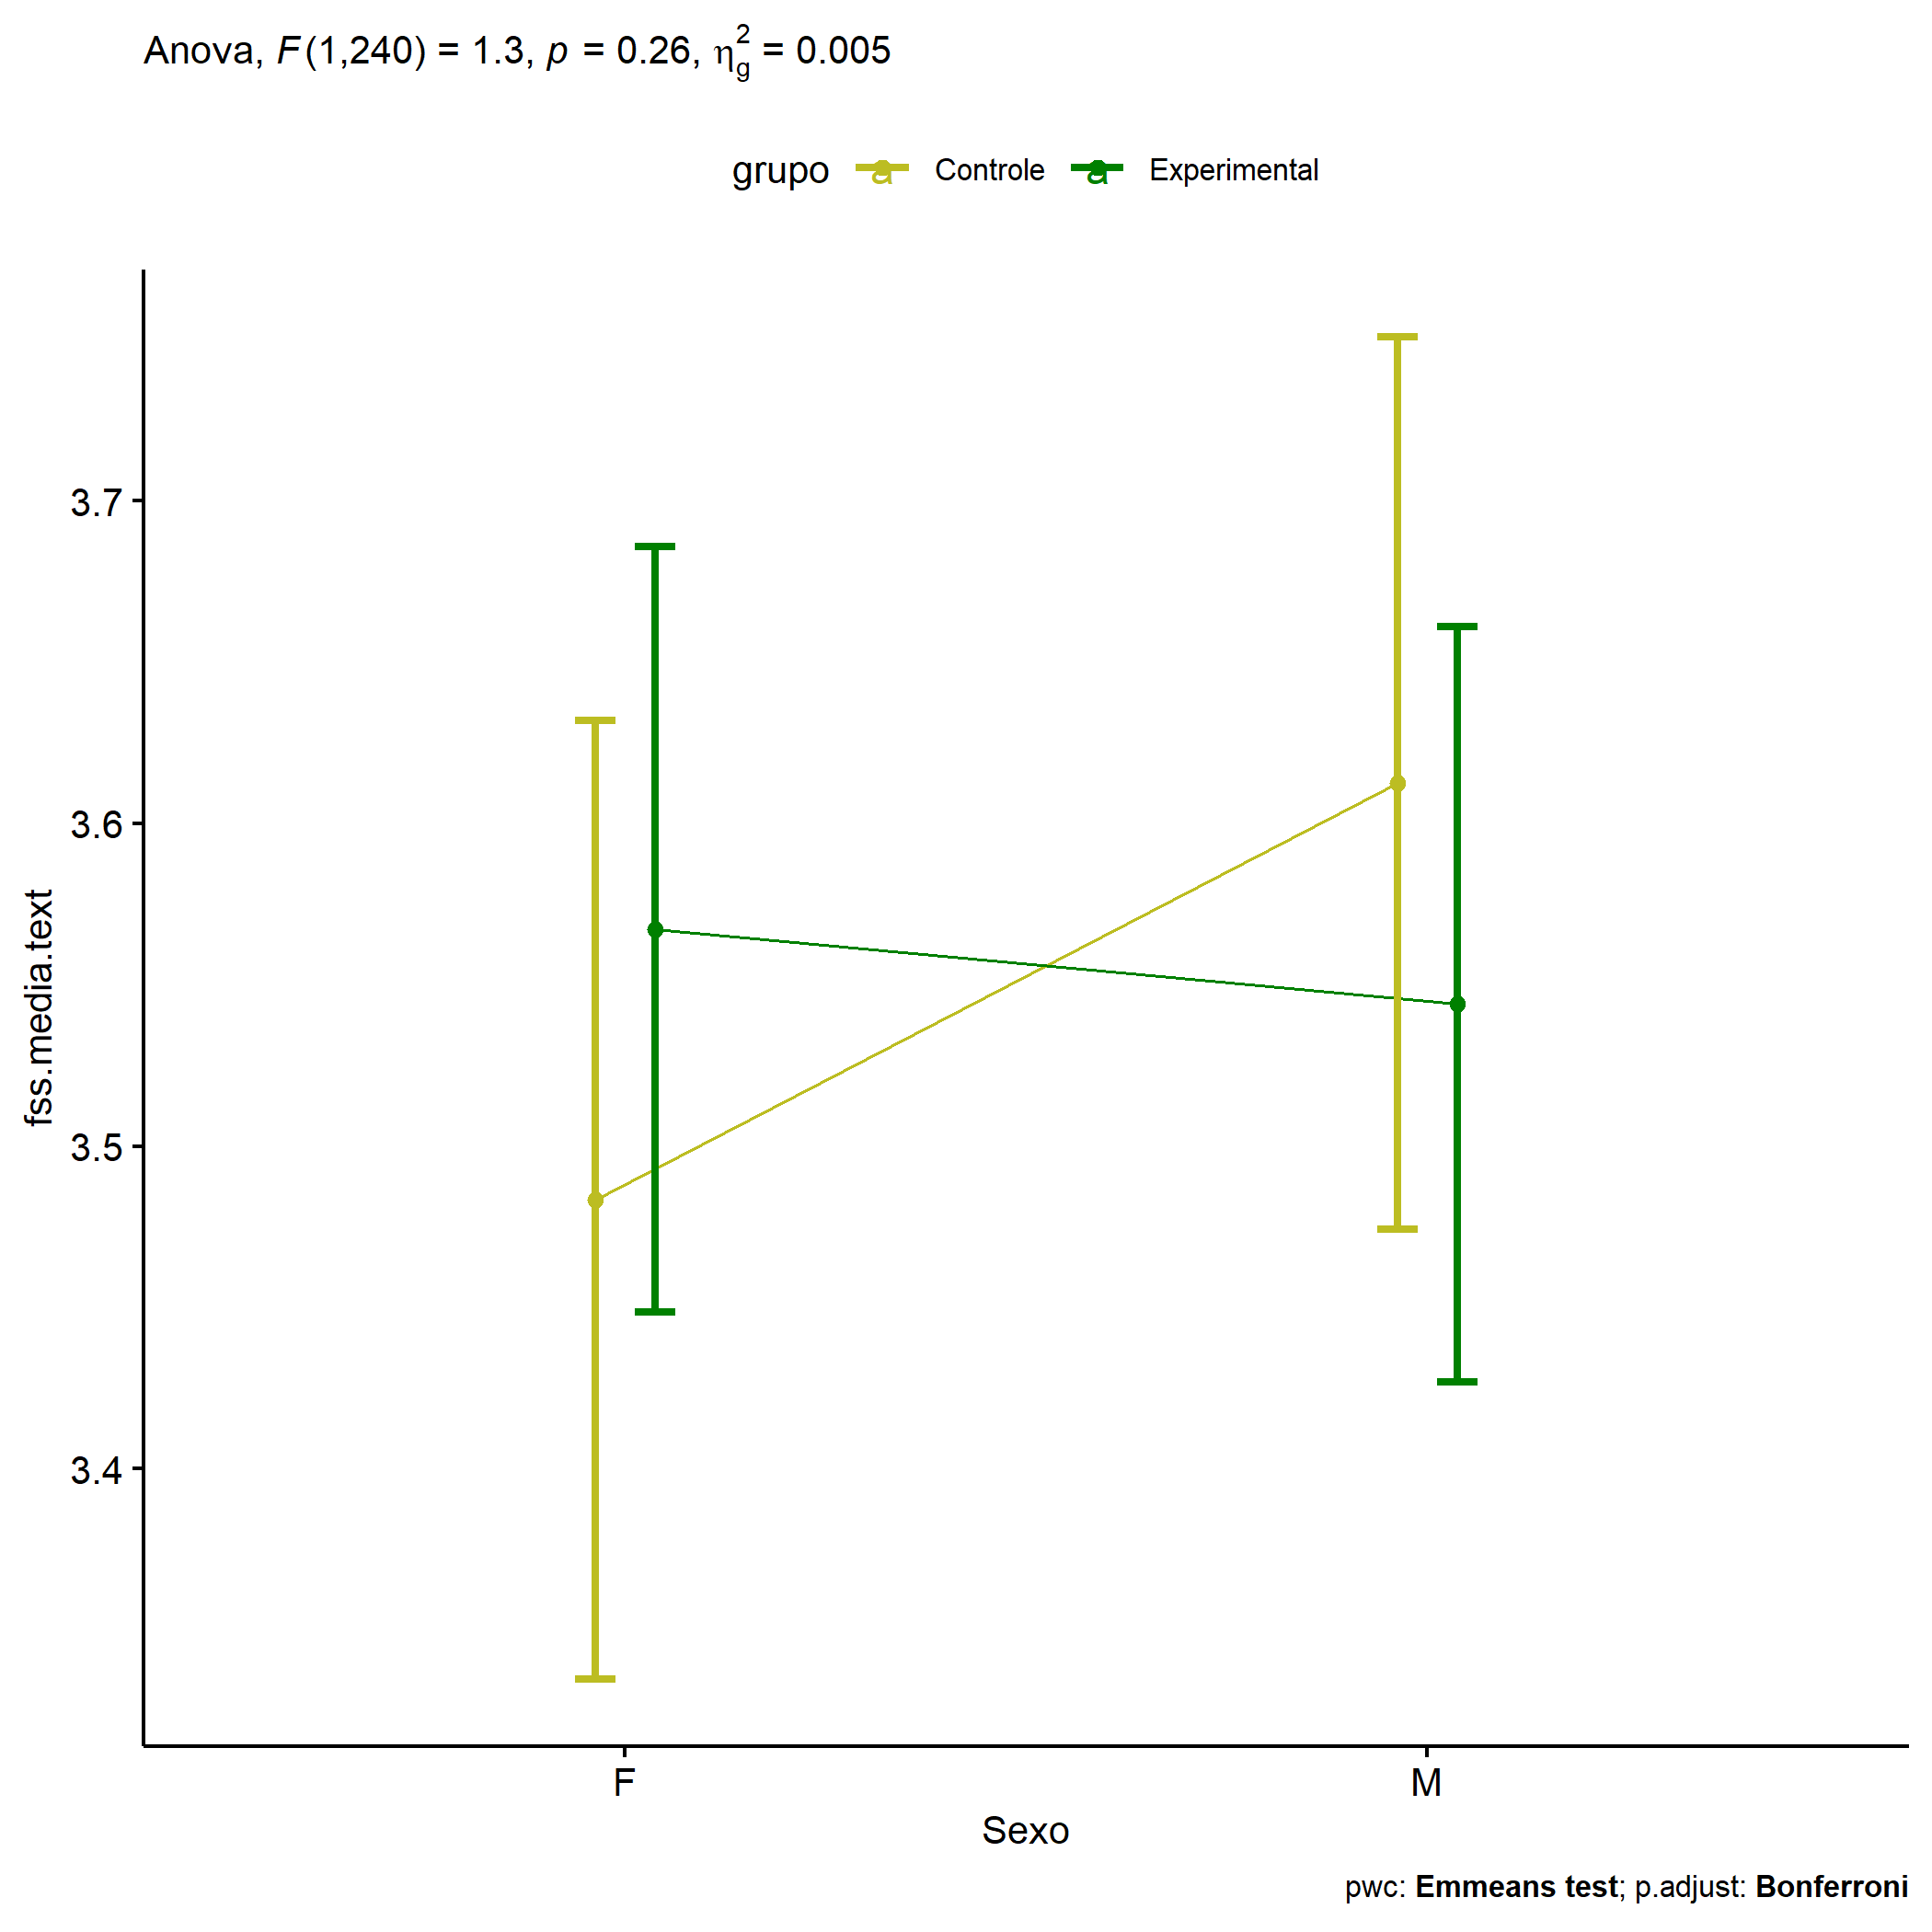 Anova, F(1,240) = 1.3, p = 0.26, η²g = 0.005
grupo a Controle a Experimental
3.7
3.6
3.5
3.4
fss.media.text
F M
Sexo
pwc: Emmeans test; p.adjust: Bonferroni